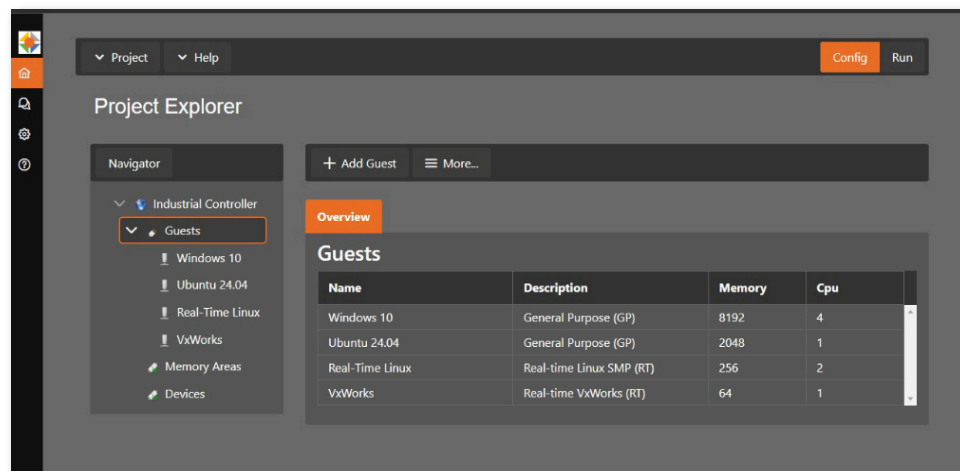 Project Help Config Run
Project Explorer
Navigator
Industrial Controller
Guests
Windows 10
Ubuntu 24.04
Real-Time Linux
VxWorks
Memory Areas
Devices
+ Add Guest More...
Overview
Guests
Name Description Memory Cpu
Windows 10 General Purpose (GP) 8192 4
Ubuntu 24.04 General Purpose (GP) 2048 1
Real-Time Linux Real-time Linux SMP (RT) 256 2
VxWorks Real-time VxWorks (RT) 64 1